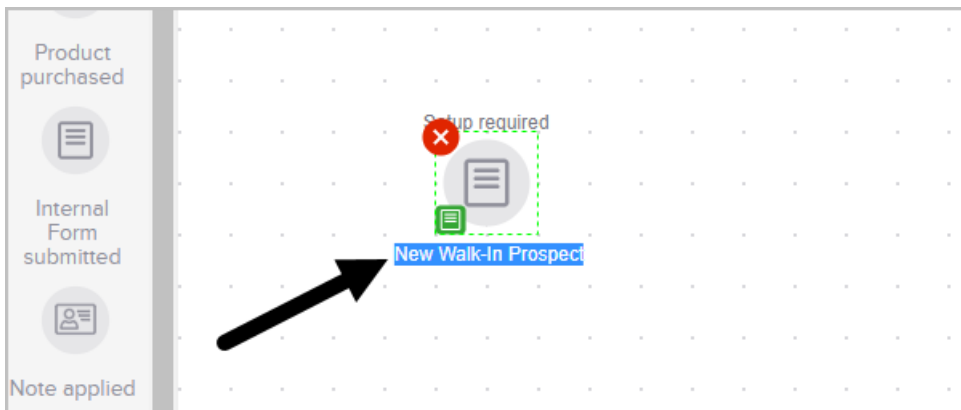 Product
purchased
Internal
Form
submitted
Note applied
Setup required
New Walk-In Prospect